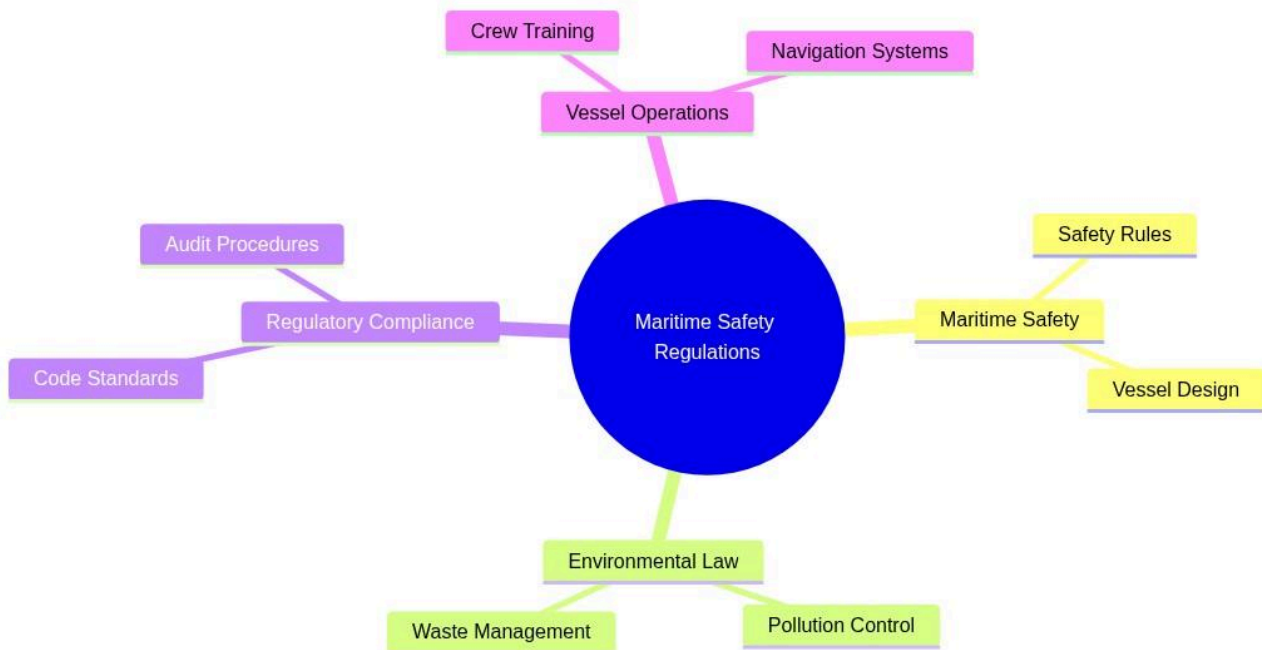 Crew Training
Navigation Systems
Vessel Operations
Audit Procedures
Safety Rules
Regulatory Compliance
Maritime Safety
Regulations
Maritime Safety
Code Standards
Vessel Design
Environmental Law
Waste Management
Pollution Control